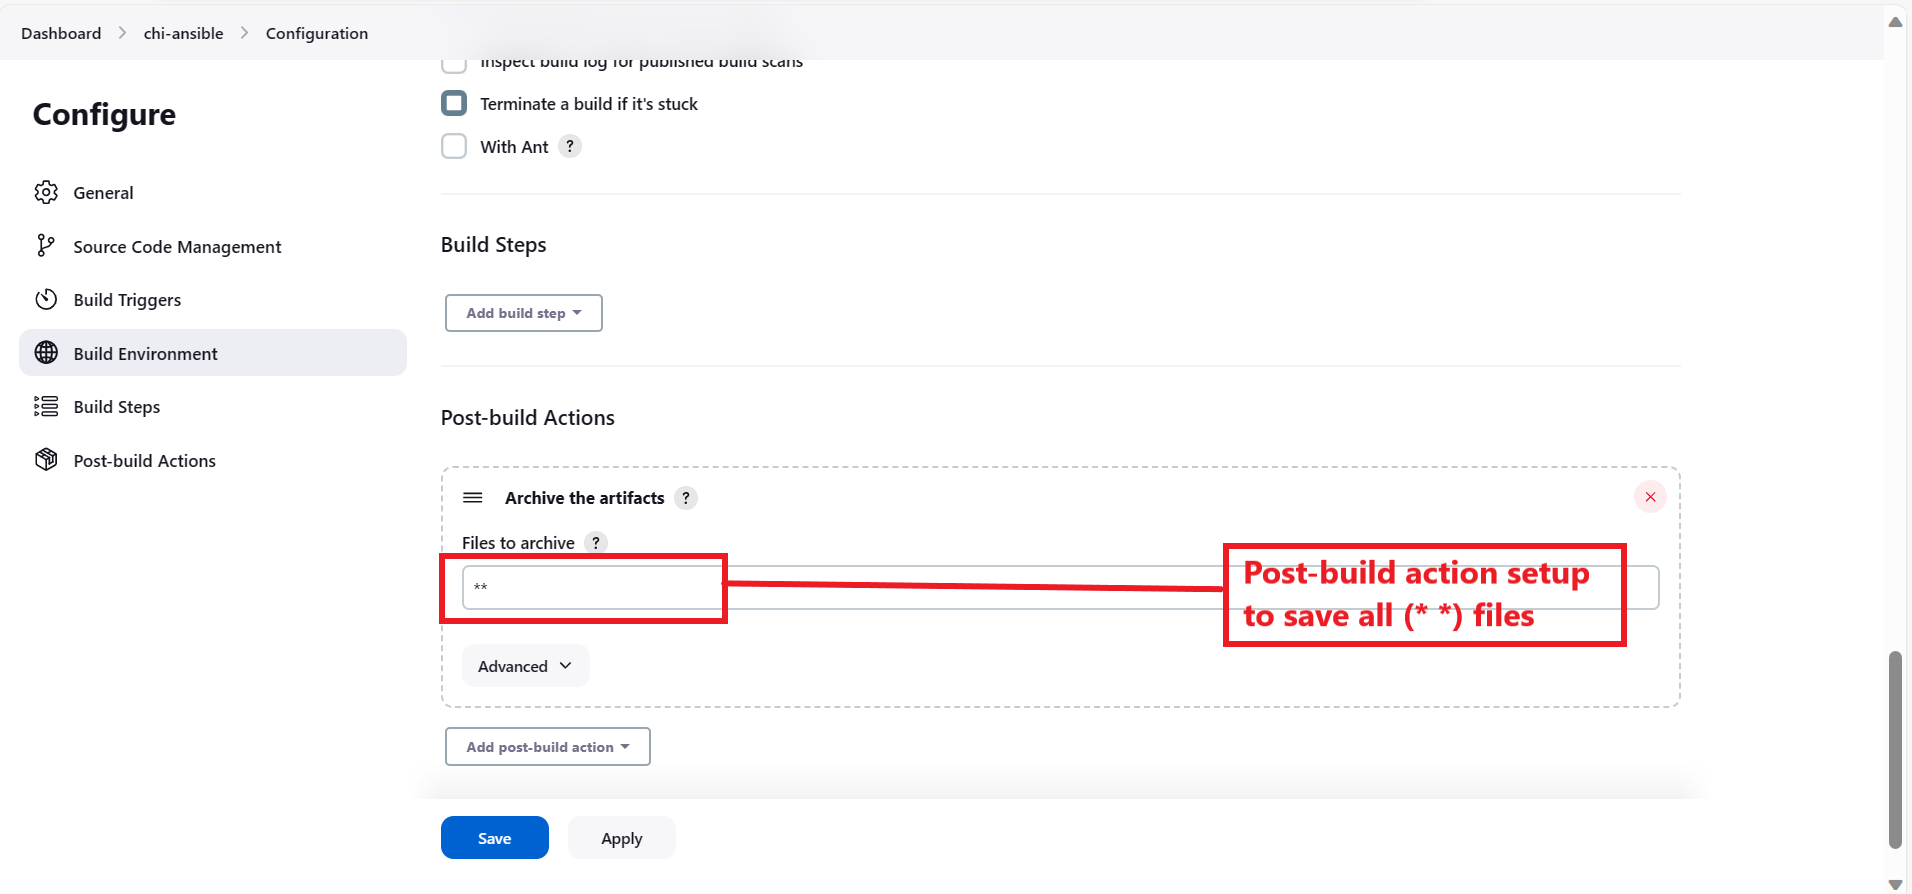 Dashboard > chi-ansible > Configuration
Inspect build log for published build scans
Configure
Terminate a build if it's stuck
With Ant ?
General
Source Code Management
Build Triggers
Build Environment
Build Steps
Post-build Actions
Build Steps
Add build step
Post-build Actions
Archive the artifacts ?
Files to archive ?
**
Post-build action setup
to save all (* *) files
Advanced
Add post-build action
Save
Apply